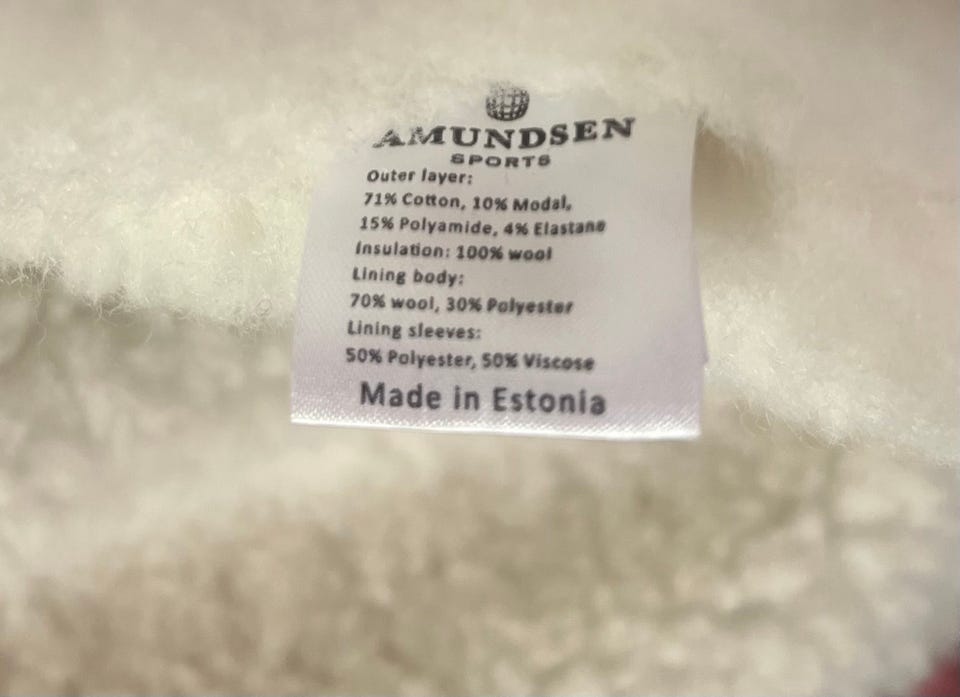 AMUNDSEN
SPORTS
Outer layer:
71% Cotton, 10% Modal,
15% Polyamide, 4% Elastane
Insulation: 100% wool
Lining body:
70% wool, 30% Polyester
Lining sleeves:
50% Polyester, 50% Viscose
Made in Estonia